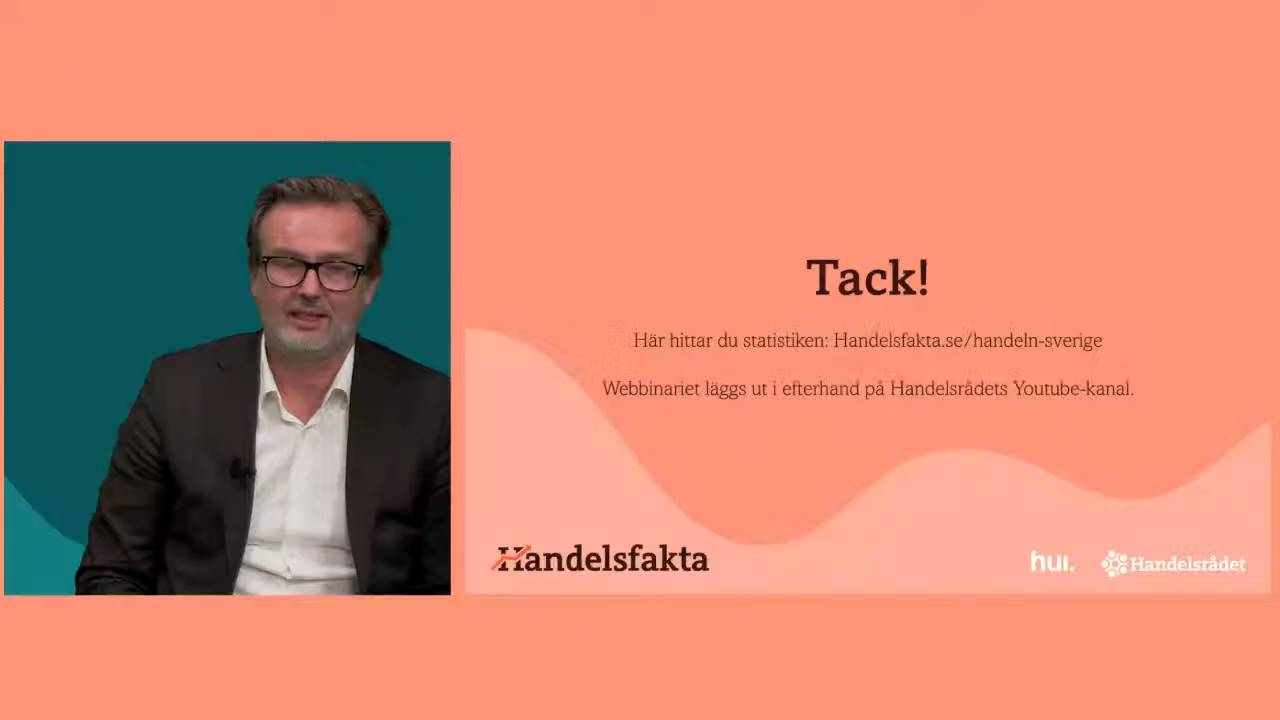 Tack!
Här hittar du statistiken: Handelsfakta.se/handeln-sverige
Webbinariet läggs ut i efterhand på Handelsrådets Youtube-kanal.
Handelsfakta
hui.
Handelsrådet